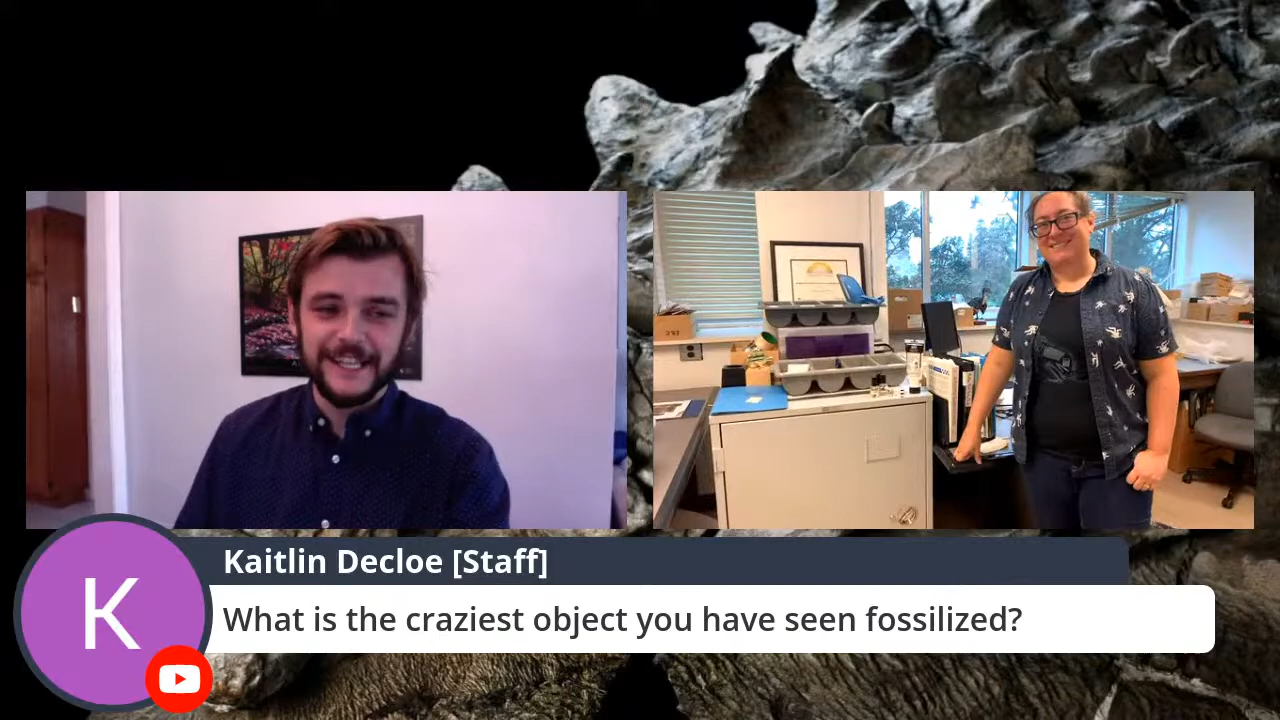 Kaitlin Decloe [Staff]
K
What is the craziest object you have seen fossilized?